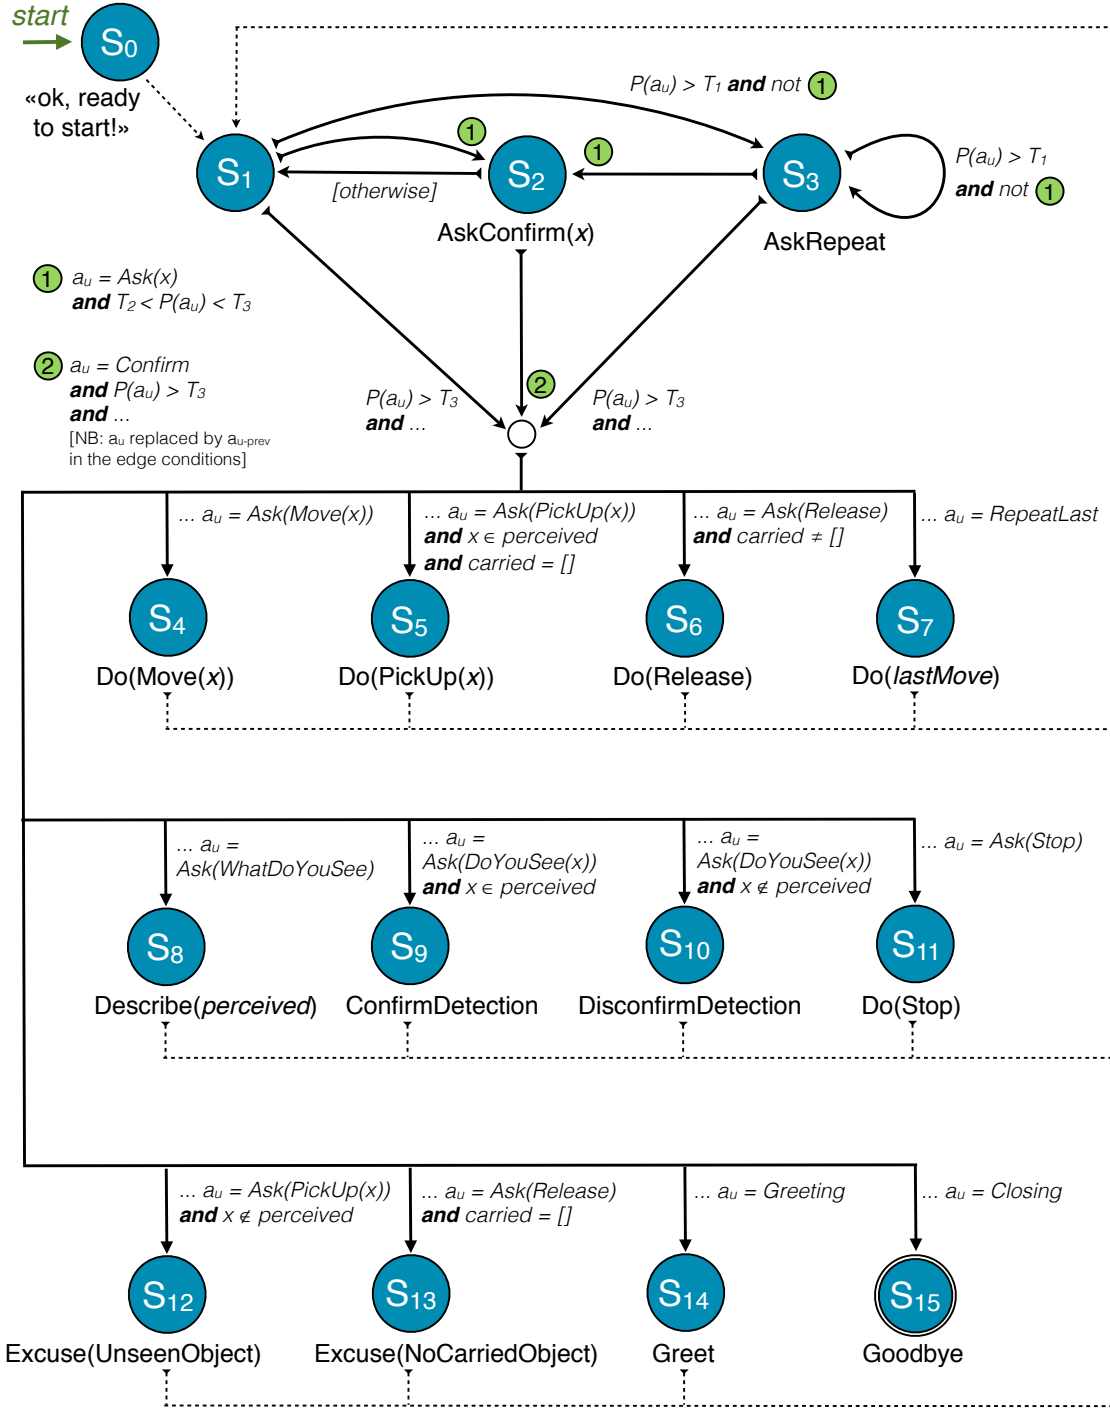 start
S0
«ok, ready
to start!»
P(au) > T1 and not 1
S1
1
S2
1
S3
P(au) > T1
and not 1
[otherwise]
AskConfirm(x)
AskRepeat
1 au = Ask(x)
and T2 < P(au) < T3
2 au = Confirm
and P(au) > T3
and ...
[NB: au replaced by au-prev
in the edge conditions]
2
P(au) > T3
and ...
P(au) > T3
and ...
... au = Ask(Move(x))
... au = Ask(PickUp(x))
and x ∈ perceived
and carried = []
... au = Ask(Release)
and carried ≠ []
... au = RepeatLast
S4
S5
S6
S7
Do(Move(x))
Do(PickUp(x))
Do(Release)
Do(lastMove)
... au =
Ask(WhatDoYouSee)
... au =
Ask(DoYouSee(x))
and x ∈ perceived
... au =
Ask(DoYouSee(x))
and x ∉ perceived
... au = Ask(Stop)
S8
S9
S10
S11
Describe(perceived)
ConfirmDetection
DisconfirmDetection
Do(Stop)
... au = Ask(PickUp(x))
and x ∉ perceived
... au = Ask(Release)
and carried = []
... au = Greeting
... au = Closing
S12
S13
S14
S15
Excuse(UnseenObject)
Excuse(NoCarriedObject)
Greet
Goodbye